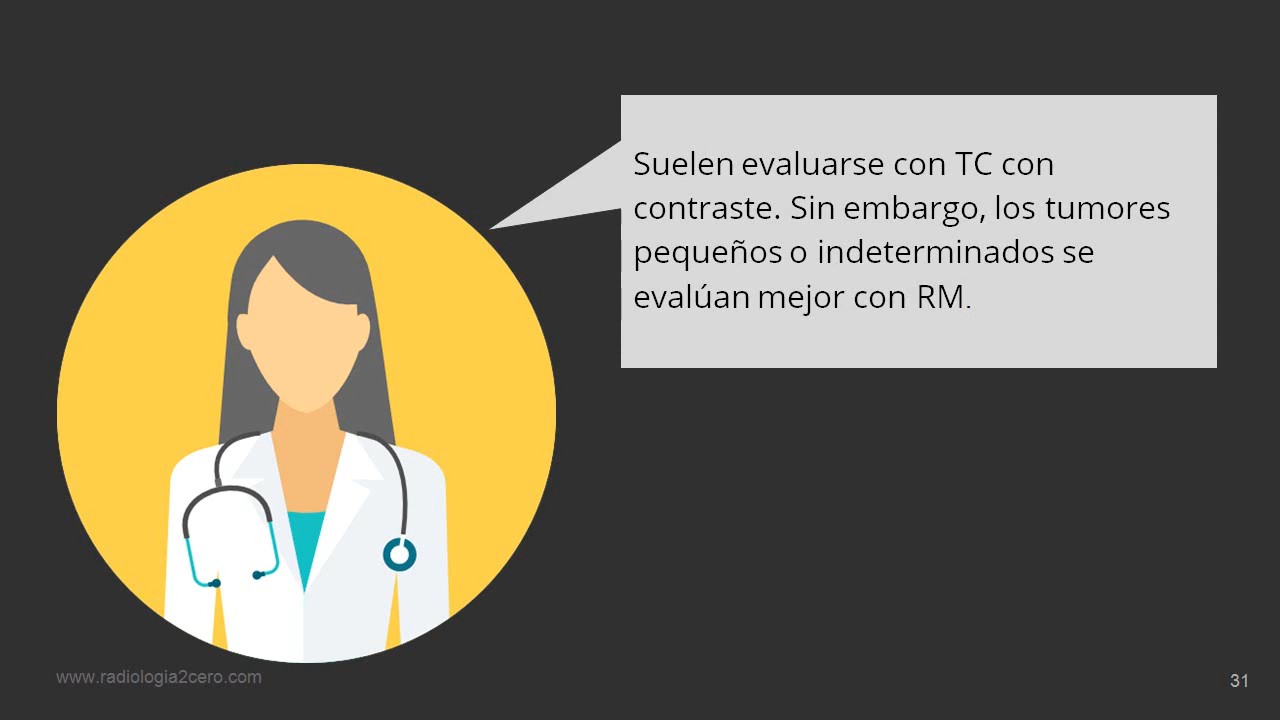 Suelen evaluarse con TC con
contraste. Sin embargo, los tumores
pequeños o indeterminados se
evalúan mejor con RM.
www.radiologia2cero.com
31